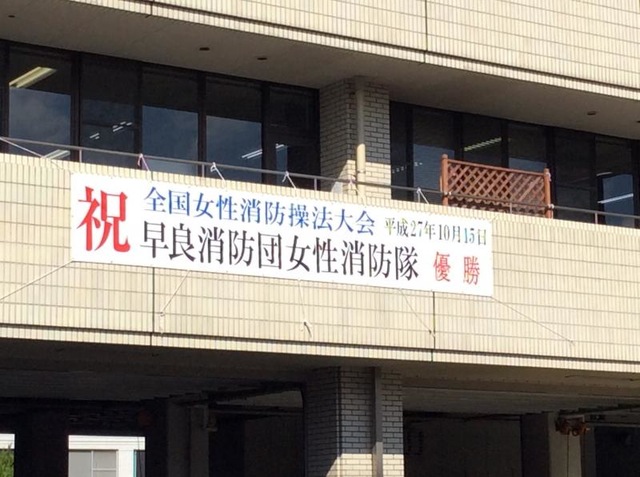 祝
全国女性消防操法大会 平成27年10月15日
早良消防団女性消防隊 優勝